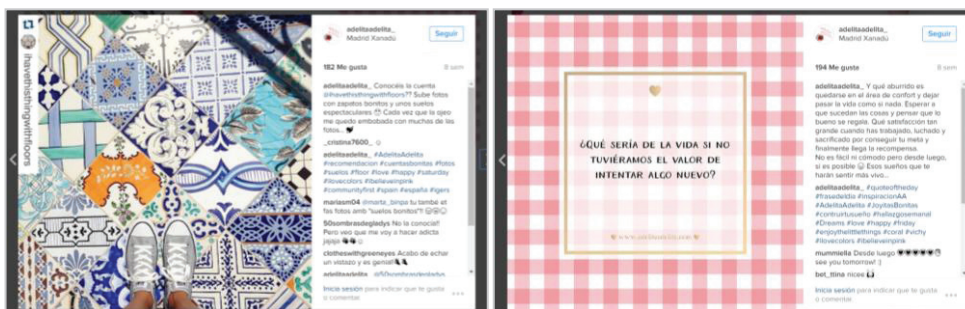 ihavethisthingwithfloors
adelitaadelita_
Madrid Xanadú
Seguir
182 Me gusta
8 sem
adelitaadelita_ Conocéis la cuenta
@ihavethisthingwithfloors?? Sube fotos
con zapatos bonitos y unos suelos
espectaculares Cada vez que la ojeo
me quedo embobada con muchas de las
fotos...
_cristina7600_
adelitaadelita_ #AdelitaAdelita
#recomendacion #cuentasbonitas #fotos
#suelos #floor #love #happy #saturday
#ilovecolors #ibelieveinpink
#communityfirst #spain #españa #igers
mariasm04 @marta_binpa tu també et
fas fotos amb "suelos bonitos"!
50sombrasdegladys No la conocía!!
Pero veo que me voy a hacer adicta
jajaja
clotheswithgreeneyes Acabo de echar
un vistazo y es genial!
adelitaadelita_ @50sombrasdegladys
Inicia sesión para indicar que te gusta
o comentar.
adelitaadelita_
Madrid Xanadú
Seguir
194 Me gusta
8 sem
¿QUÉ SERÍA DE LA VIDA SI NO
TUVIÉRAMOS EL VALOR DE
INTENTAR ALGO NUEVO?
adelitaadelita_ Y qué aburrido es
quedarse en el área de confort y dejar
pasar la vida como si nada. Esperar a
que sucedan las cosas y pensar que lo
bueno se regala. Qué satisfacción tan
grande cuando has trabajado, luchado y
sacrificado por conseguir tu meta y
finalmente llega la recompensa.
No es fácil ni cómodo pero desde luego,
si es posible Esos sueños que te
harán sentir más vivo...
adelitaadelita_ #quoteoftheday
#frasedeldia #inspiracionAA
#AdelitaAdelita #JoyitasBonitas
#contruirtusueño #hallazgosemanal
#Dreams #love #happy #friday
#enjoythelittlethings #coral #vichy
#ilovecolors #ibelieveinpink
mummiella Desde luego
see you tomorrow! :)
bet_ttina nicee
Inicia sesión para indicar que te gusta
o comentar.